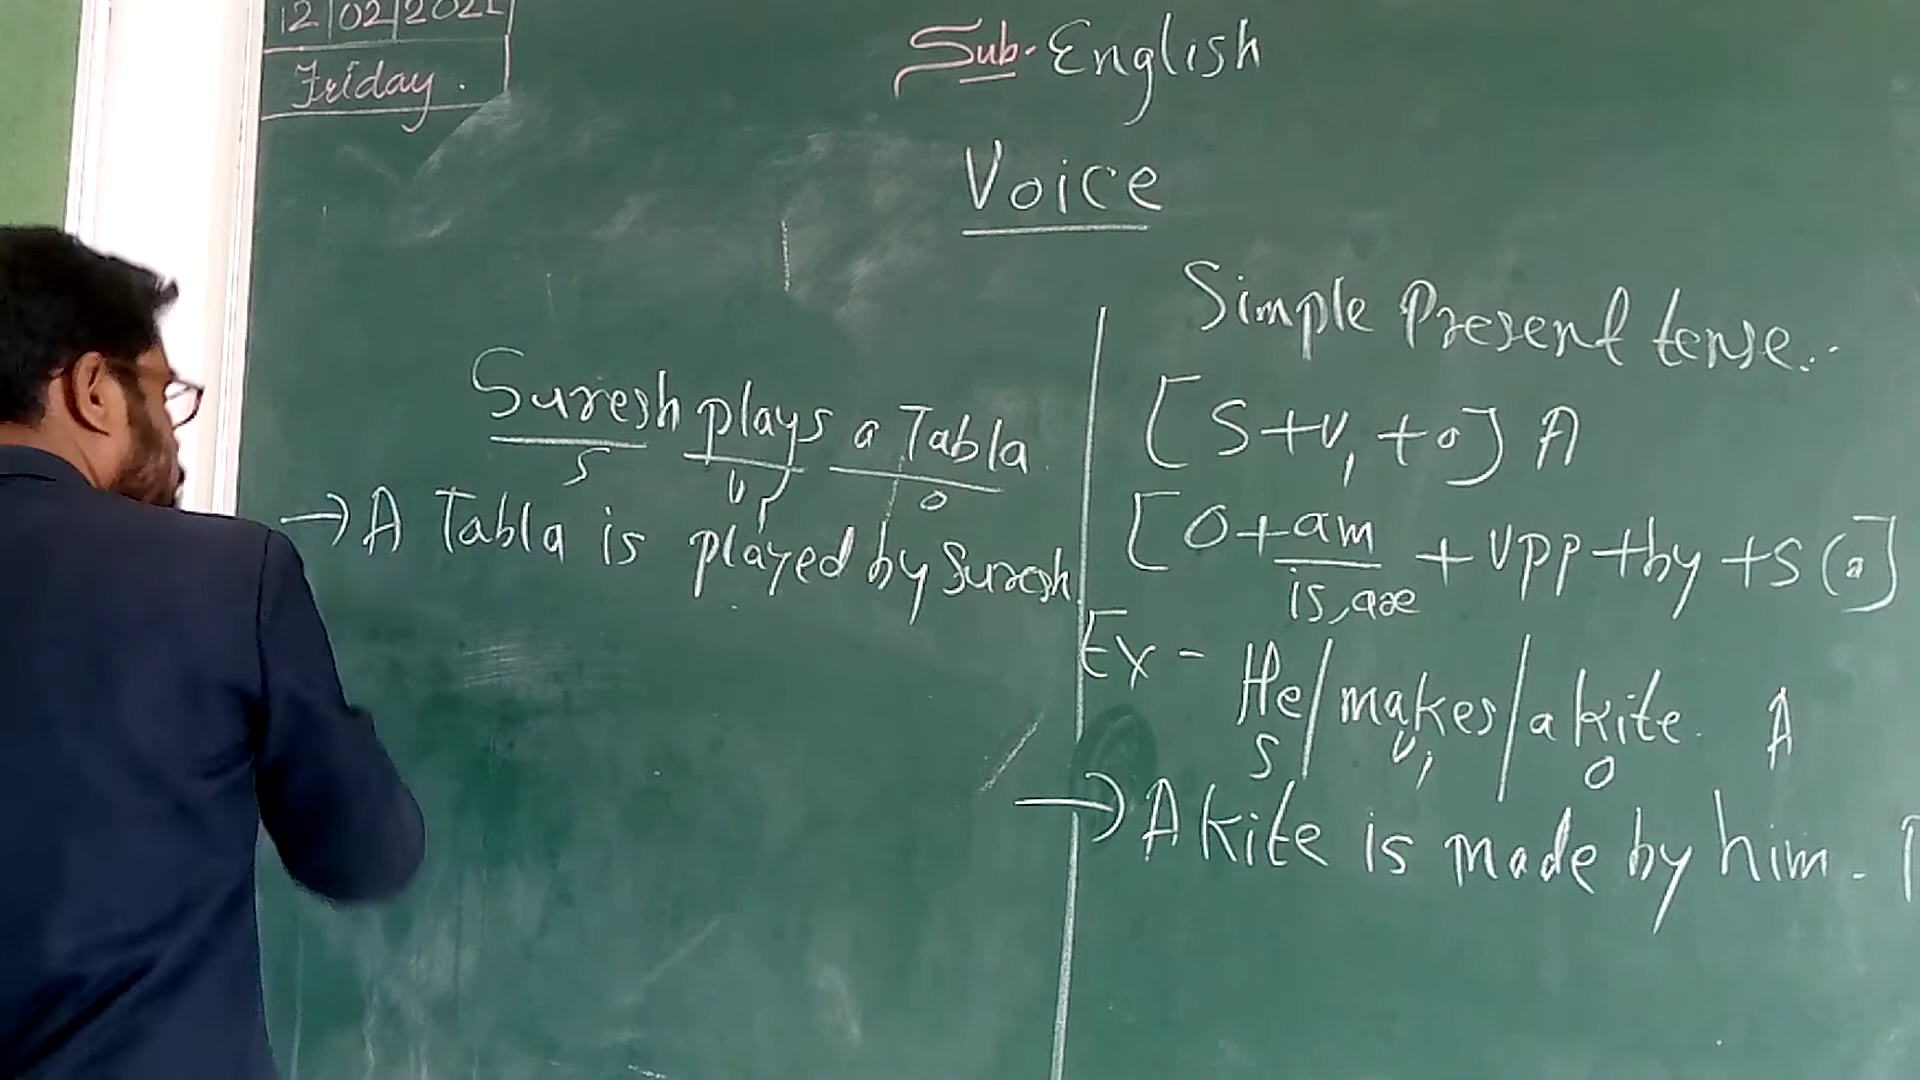 12|02|2021
Friday.
Sub. English
Voice
Suresh plays a Tabla
S V O
→ A Tabla is played by Suresh
Simple Present tense..
[S+V₁+O] A
[O+am + Vpp +by +S (o]
is, are
Ex - He/makes/a kite. A
S V₁ O
→ A kite is made by him.